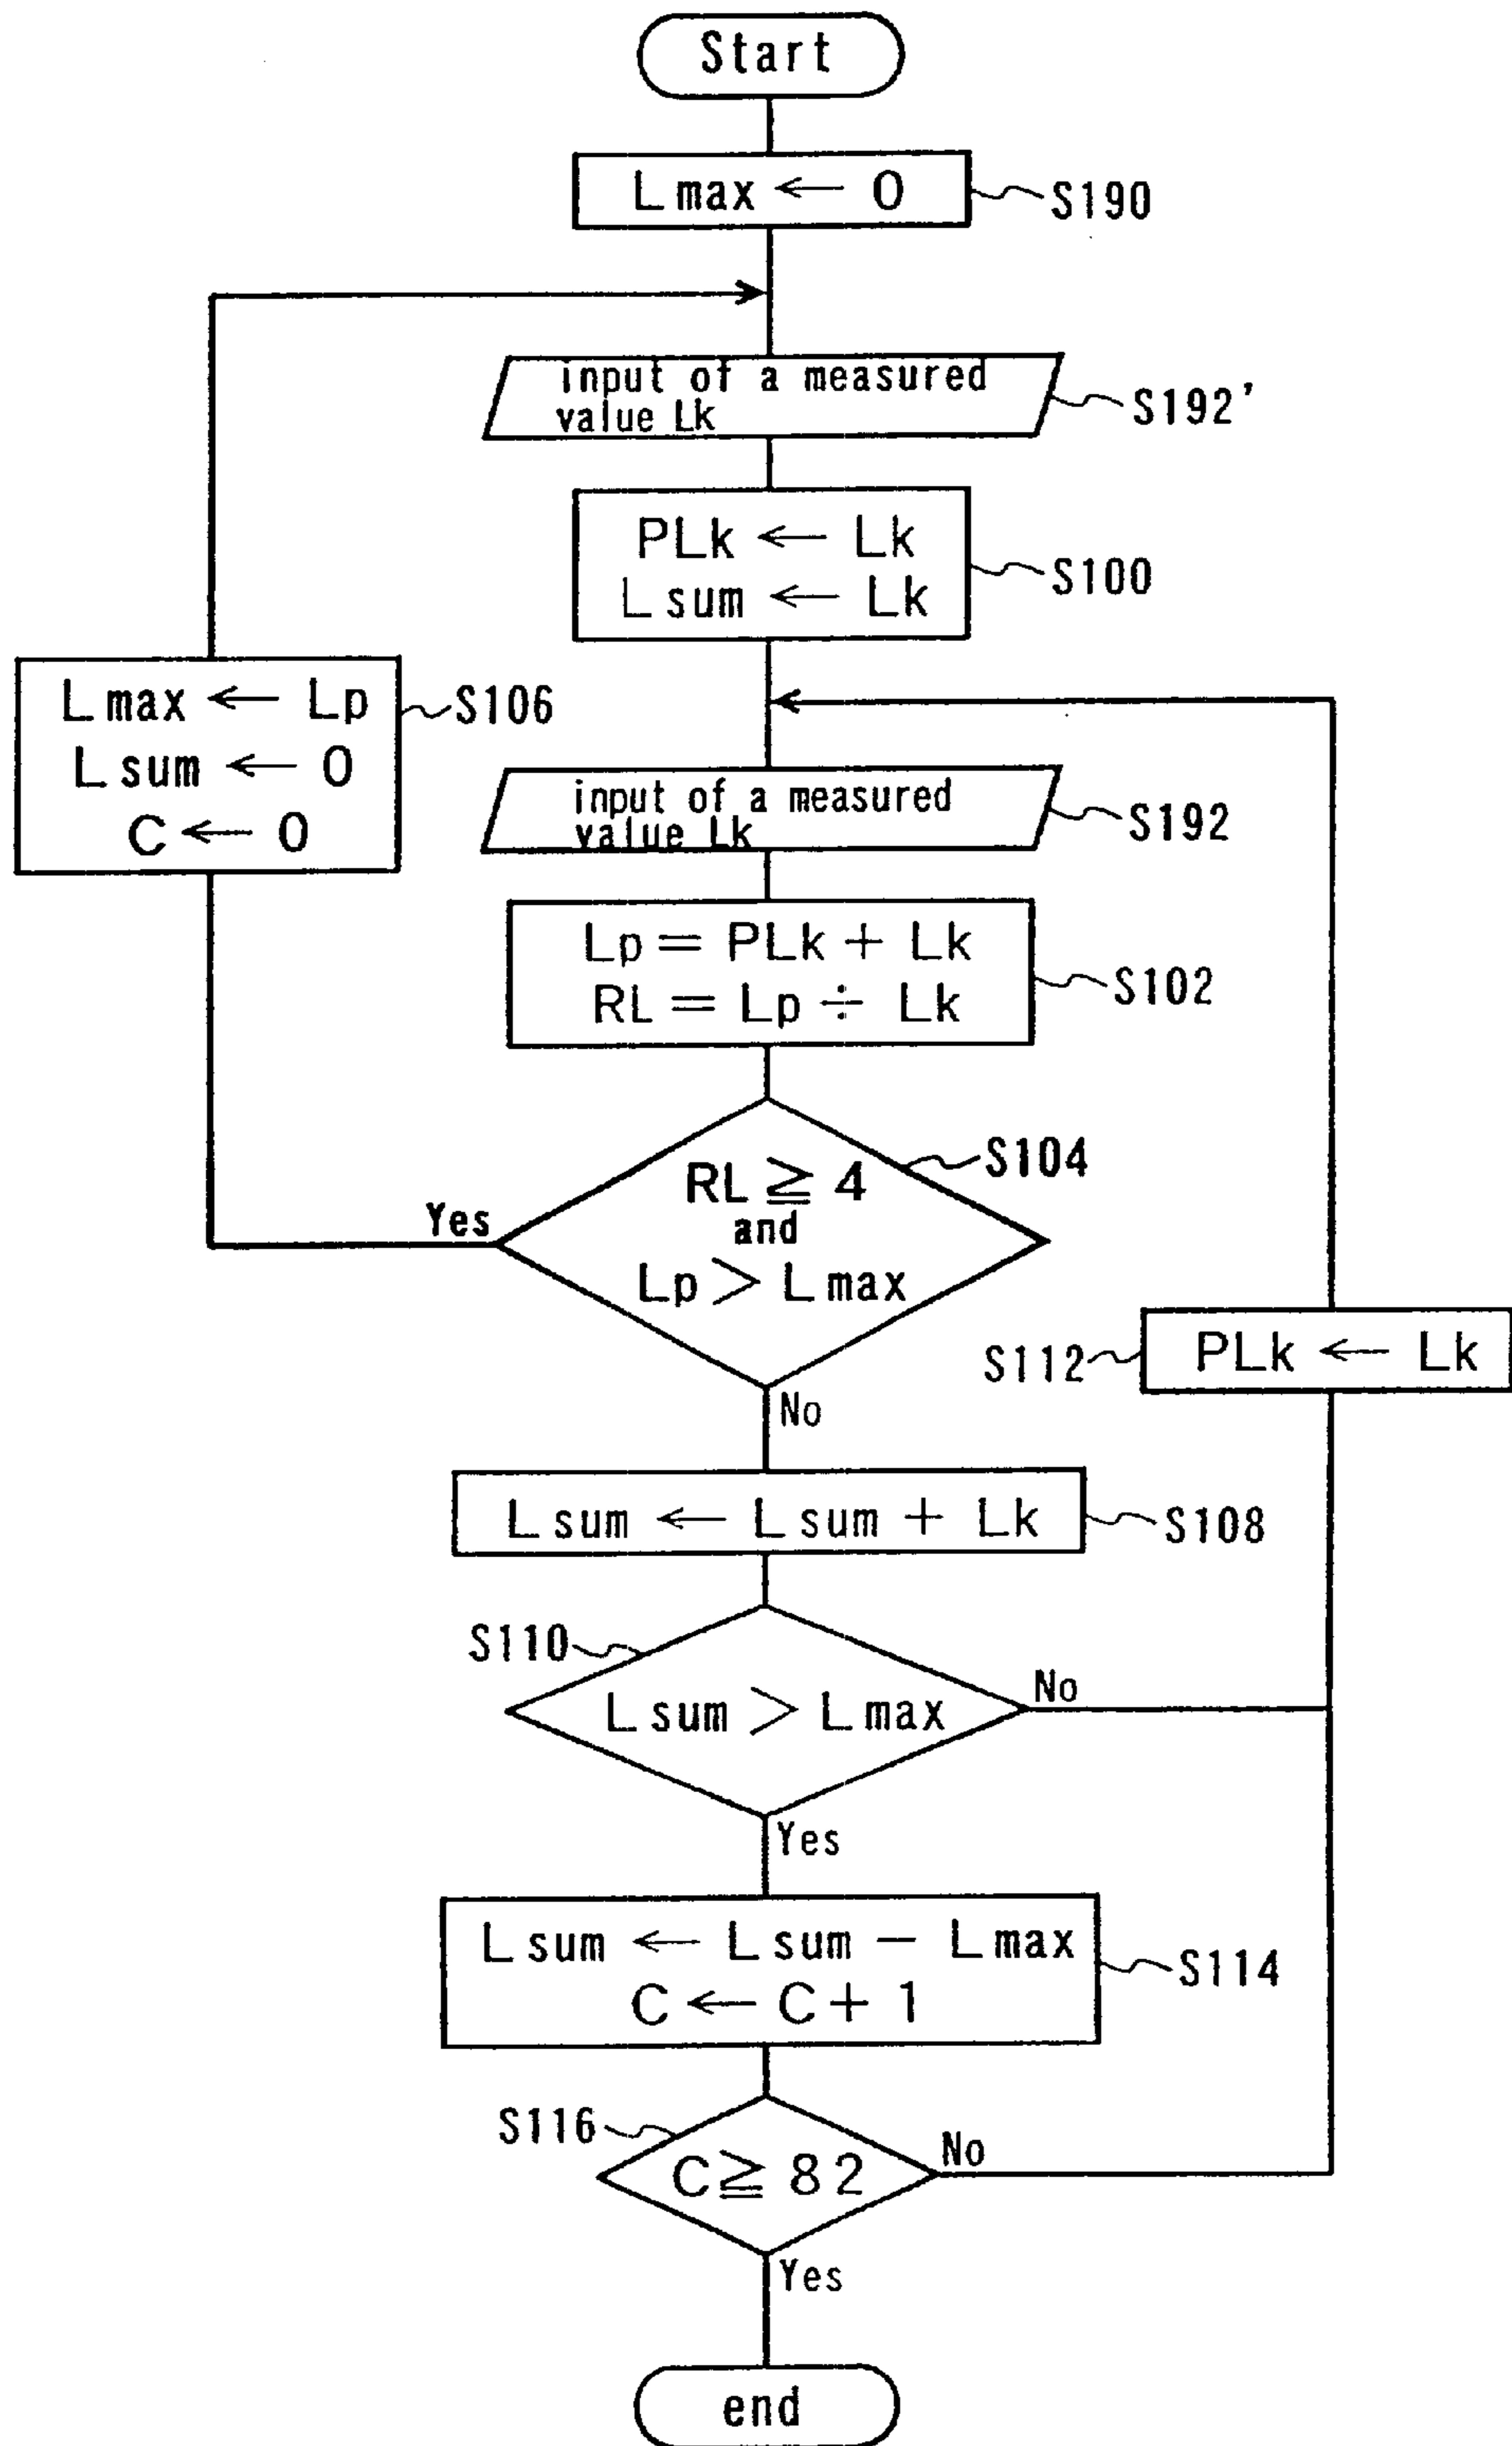 Start
Lmax ← 0
S190
input of a measured
value Lk
S192'
PLk ← Lk
Lsum ← Lk
S100
Lmax ← Lp
Lsum ← 0
C ← 0
S106
input of a measured
value Lk
S192
Lp = PLk + Lk
RL = Lp ÷ Lk
S102
RL ≧ 4
and
Lp > Lmax
S104
Yes
No
PLk ← Lk
S112
Lsum ← Lsum + Lk
S108
S110
Lsum > Lmax
No
Yes
Lsum ← Lsum − Lmax
C ← C + 1
S114
S116
C ≧ 82
No
Yes
end